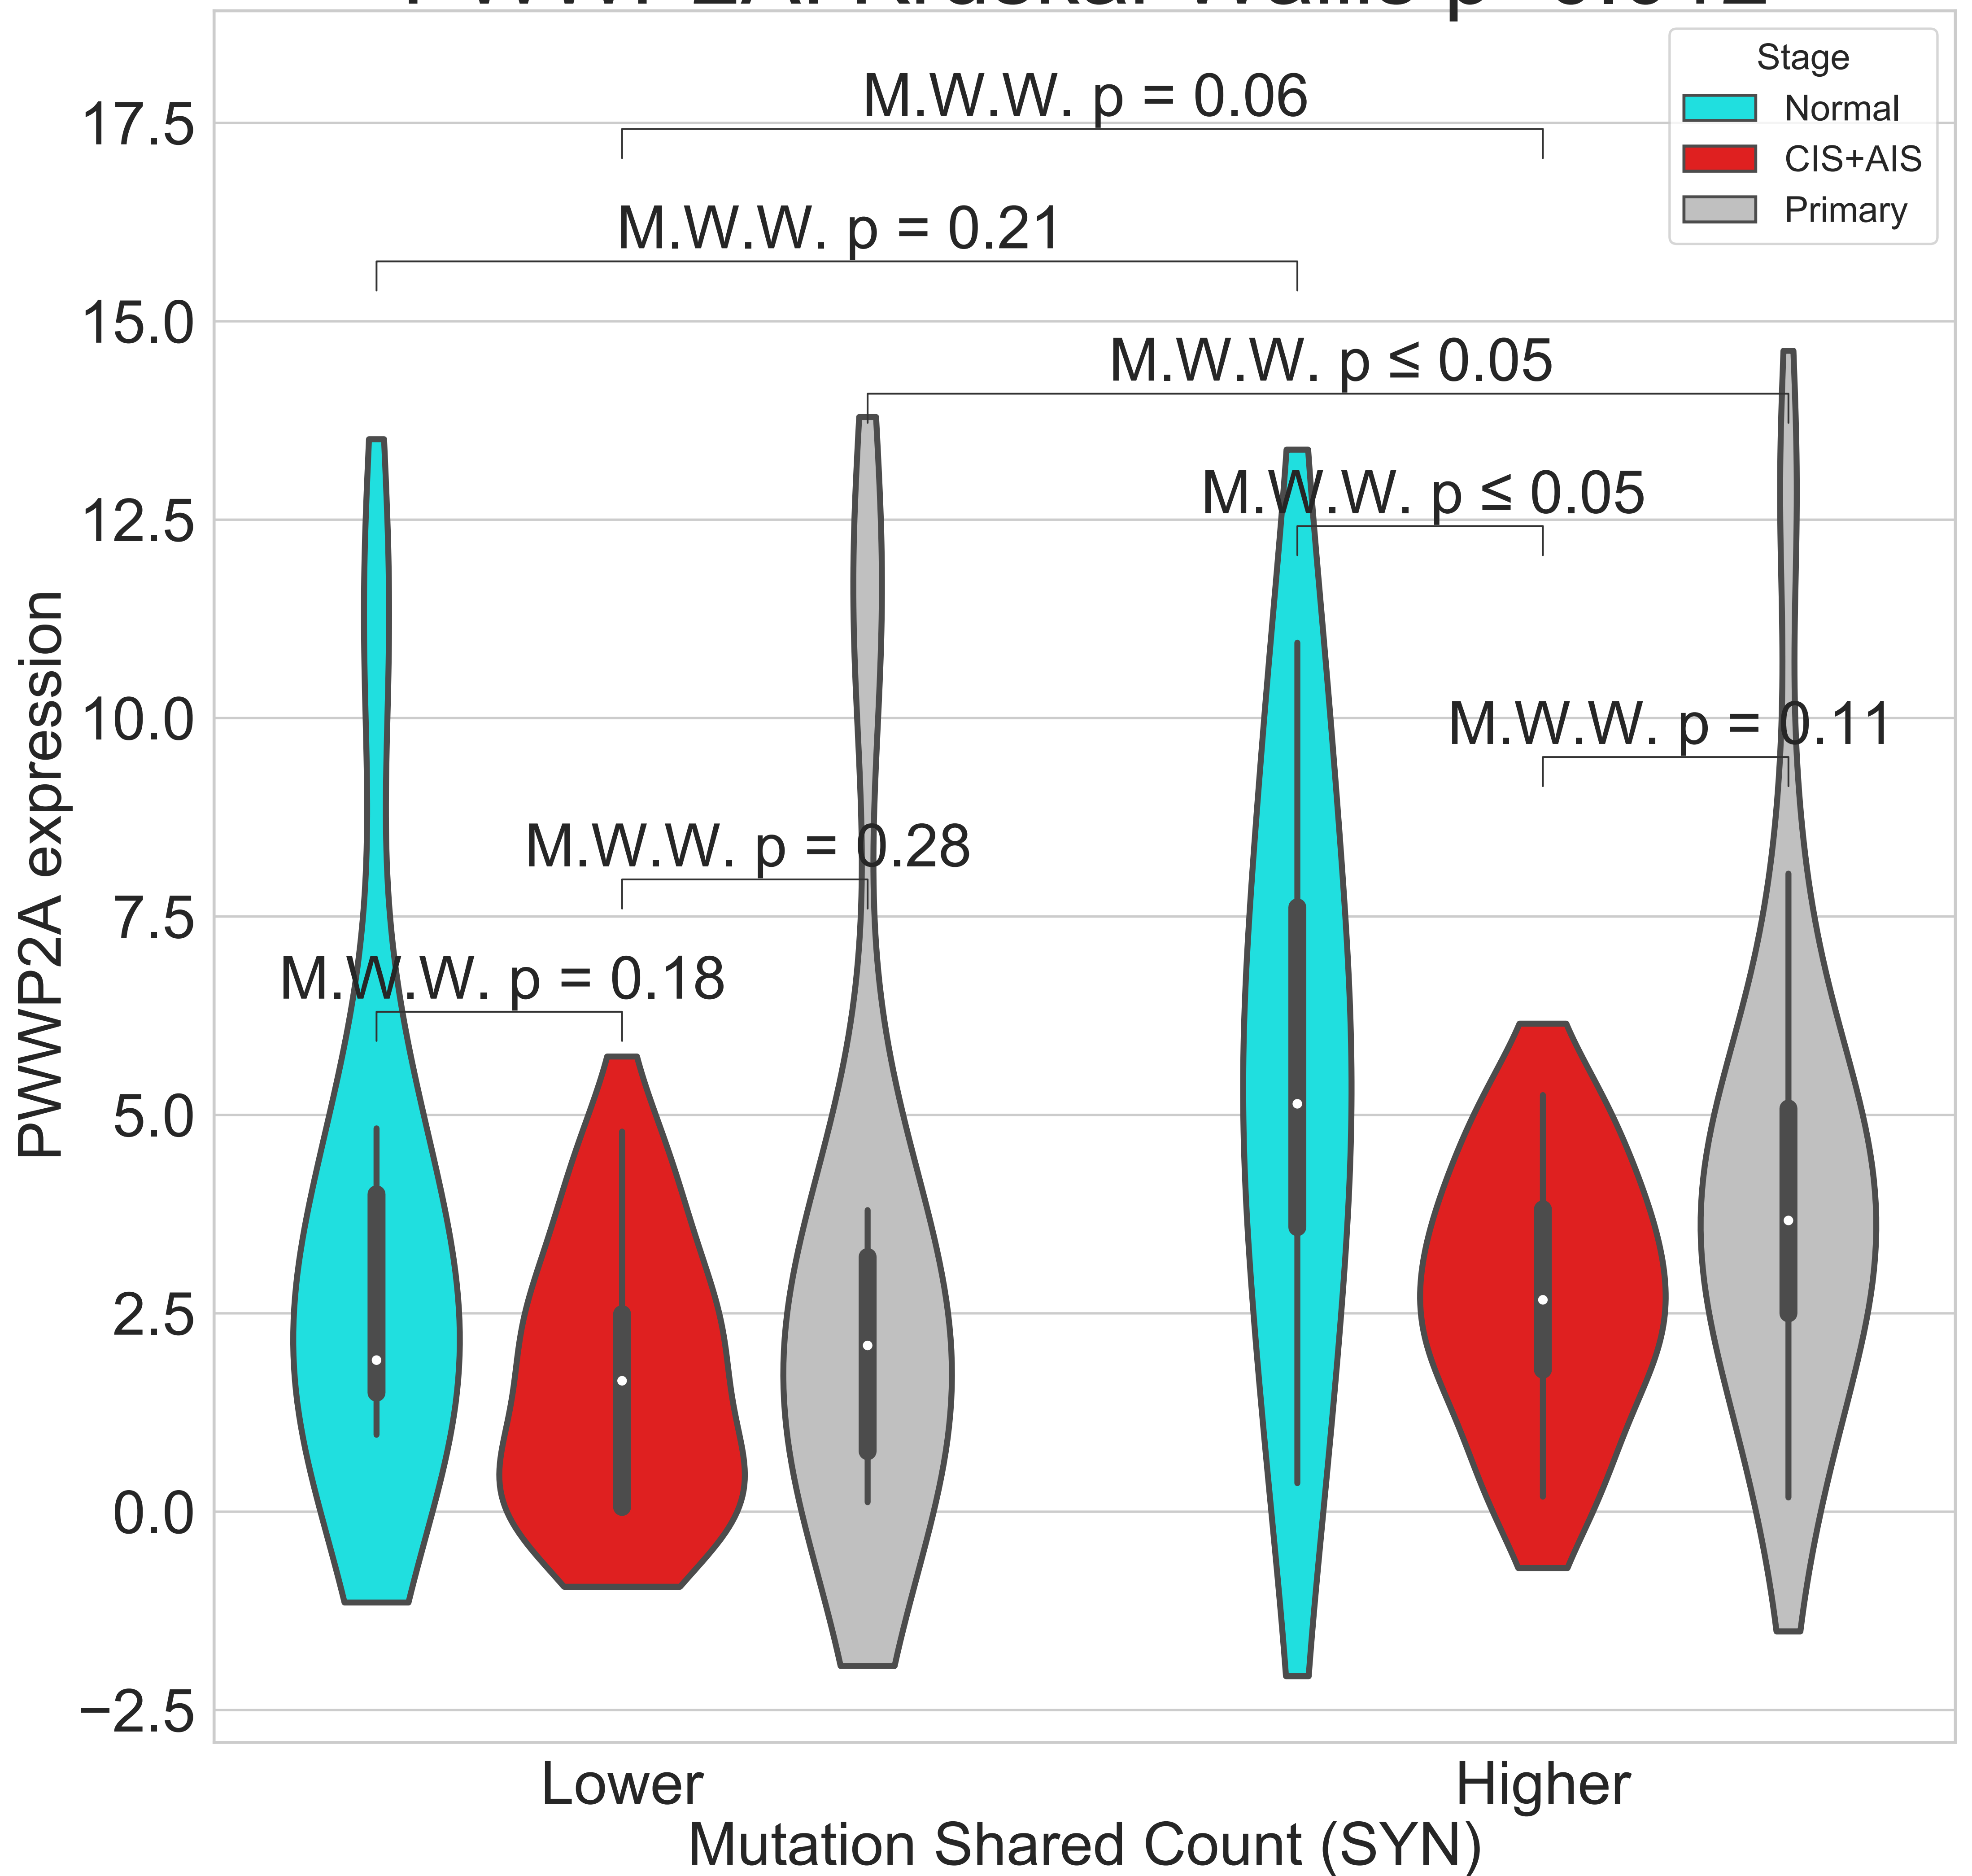 Stage
Normal
CIS+AIS
Primary
M.W.W. p = 0.06
M.W.W. p = 0.21
M.W.W. p ≤ 0.05
M.W.W. p ≤ 0.05
M.W.W. p = 0.11
M.W.W. p = 0.28
M.W.W. p = 0.18
17.5
15.0
12.5
10.0
7.5
5.0
2.5
0.0
−2.5
PWWP2A expression
Lower
Higher
Mutation Shared Count (SYN)